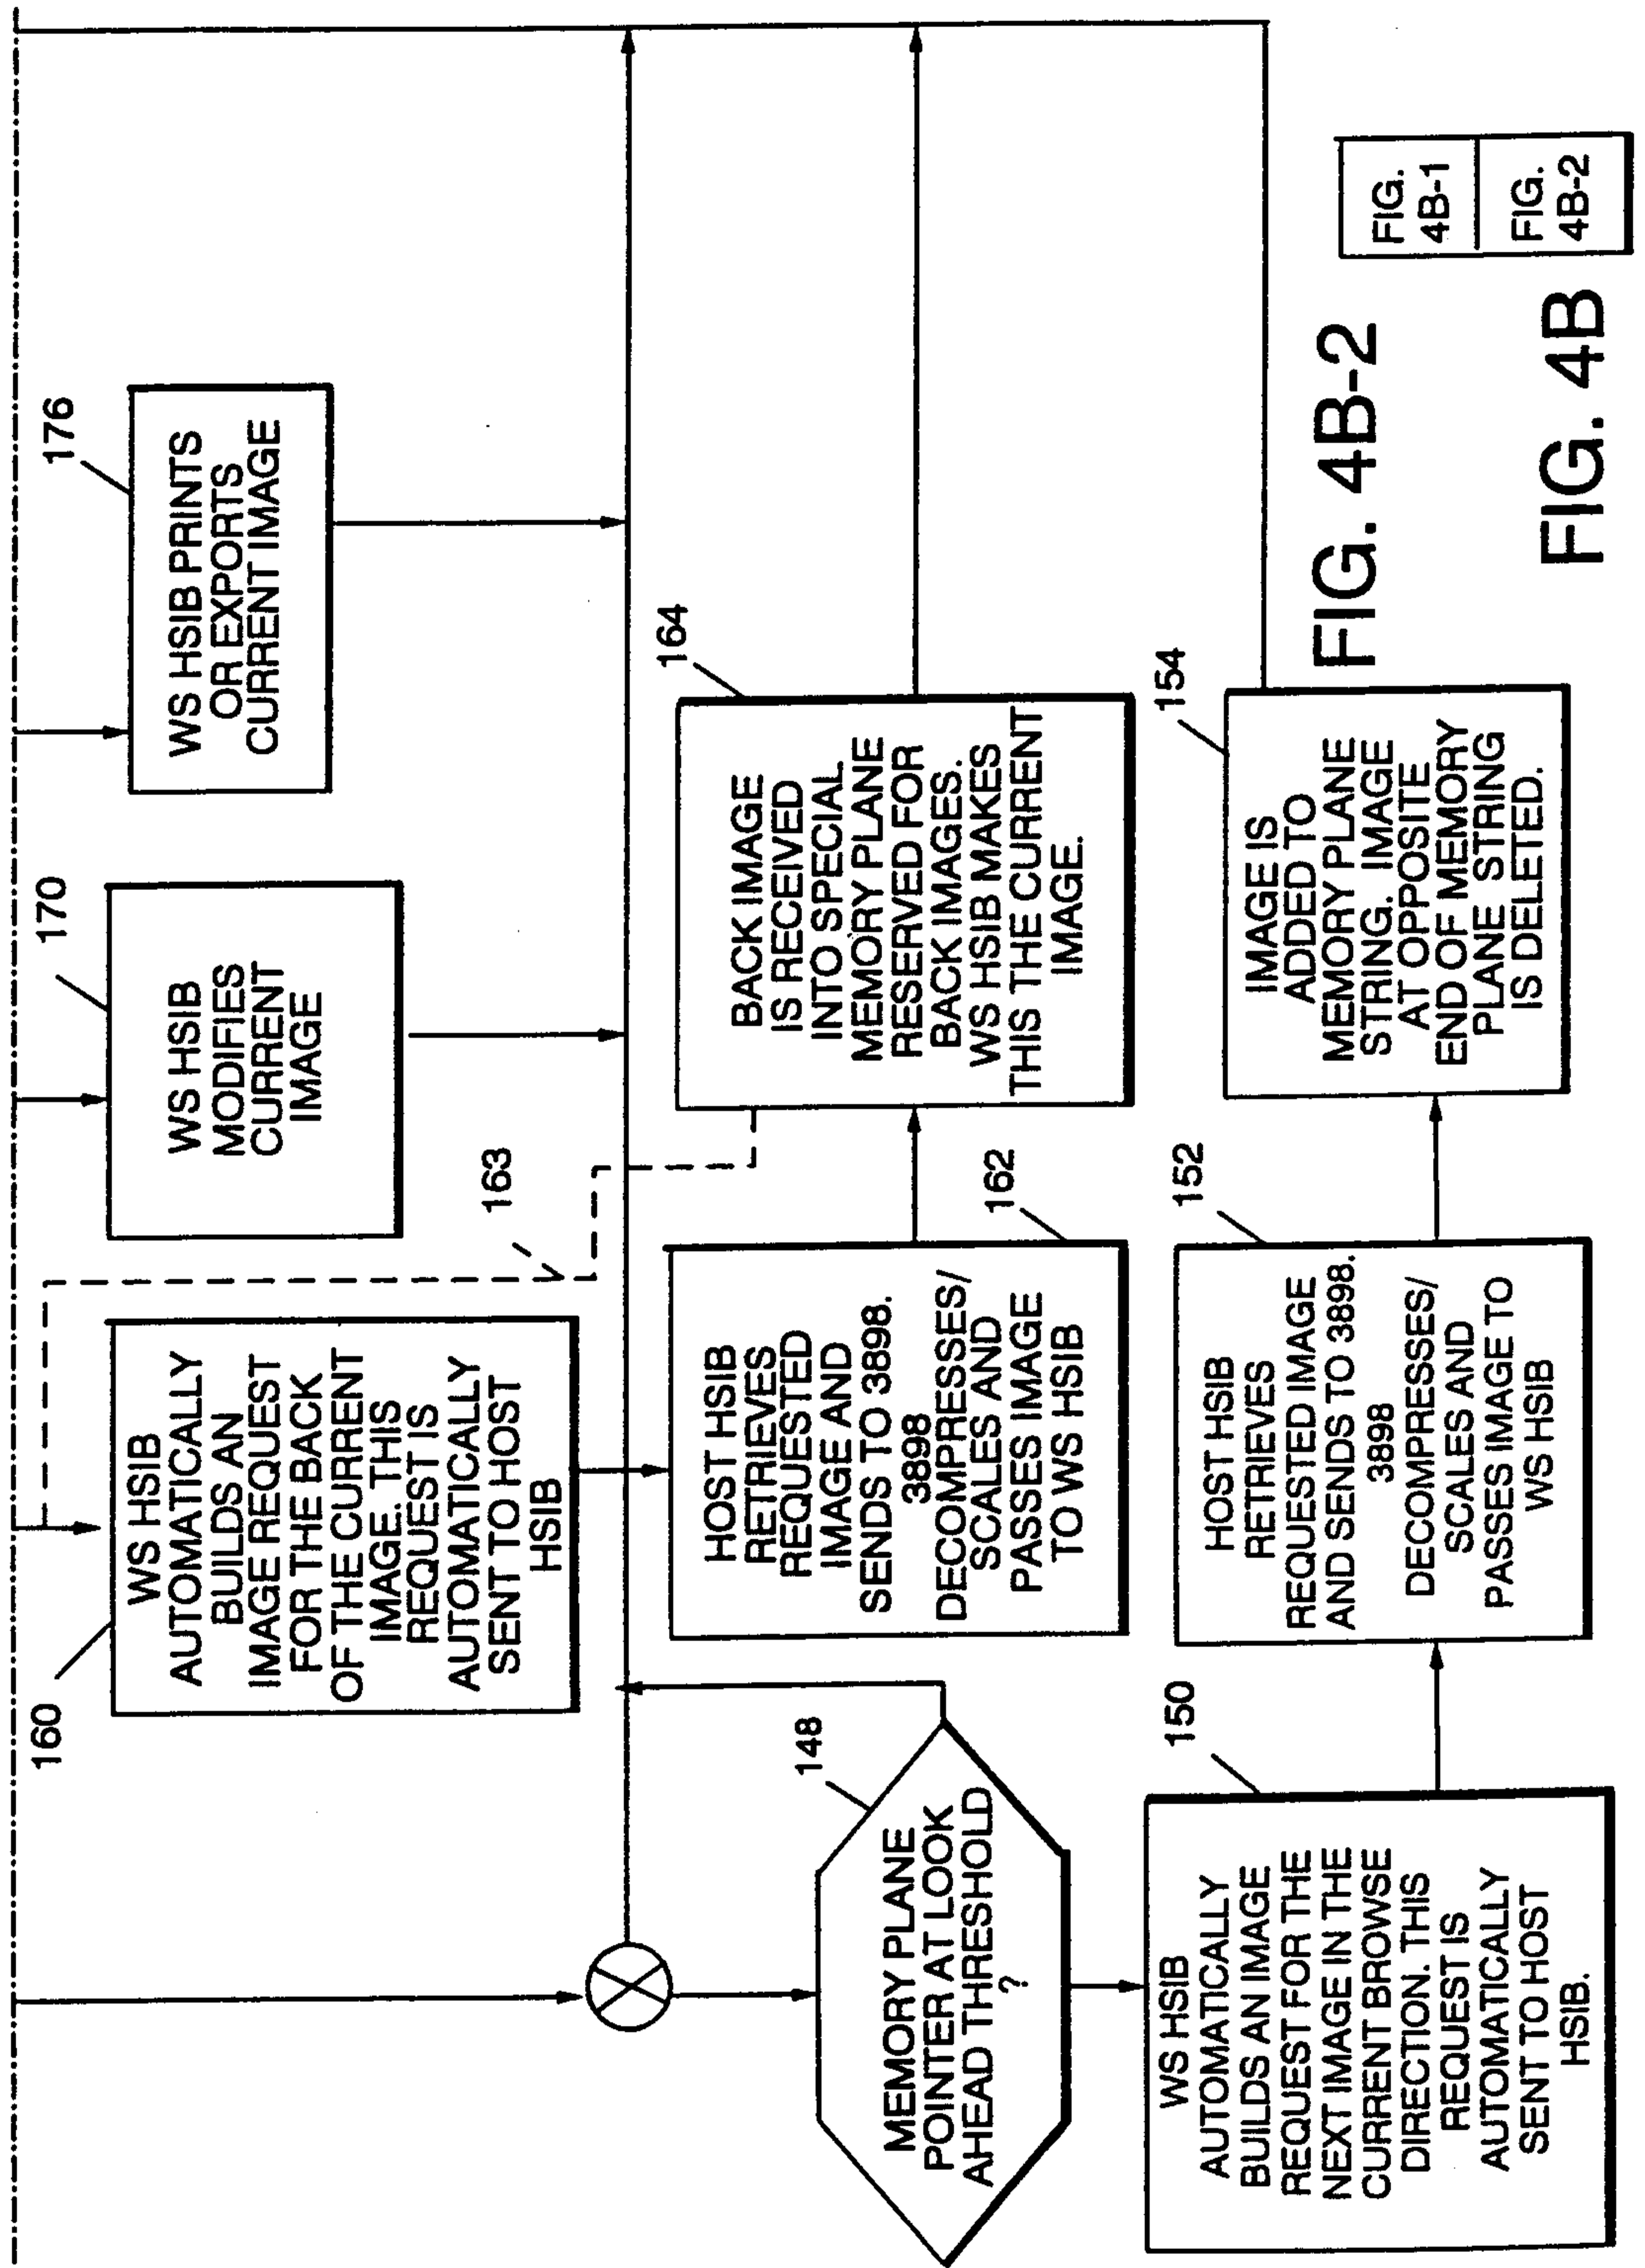 160
WS HSIB
AUTOMATICALLY
BUILDS AN
IMAGE REQUEST
FOR THE BACK
OF THE CURRENT
IMAGE. THIS
REQUEST IS
AUTOMATICALLY
SENT TO HOST
HSIB
163
170
WS HSIB
MODIFIES
CURRENT
IMAGE
176
WS HSIB PRINTS
OR EXPORTS
CURRENT IMAGE
148
MEMORY PLANE
POINTER AT LOOK
AHEAD THRESHOLD
?
HOST HSIB
RETRIEVES
REQUESTED
IMAGE AND
SENDS TO 3898.
3898
DECOMPRESSES/
SCALES AND
PASSES IMAGE
TO WS HSIB
162
164
BACK IMAGE
IS RECEIVED
INTO SPECIAL
MEMORY PLANE
RESERVED FOR
BACK IMAGES.
WS HSIB MAKES
THIS THE CURRENT
IMAGE.
150
WS HSIB
AUTOMATICALLY
BUILDS AN IMAGE
REQUEST FOR THE
NEXT IMAGE IN THE
CURRENT BROWSE
DIRECTION. THIS
REQUEST IS
AUTOMATICALLY
SENT TO HOST
HSIB.
152
HOST HSIB
RETRIEVES
REQUESTED IMAGE
AND SENDS TO 3898.
3898
DECOMPRESSES/
SCALES AND
PASSES IMAGE TO
WS HSIB
154
IMAGE IS
ADDED TO
MEMORY PLANE
STRING. IMAGE
AT OPPOSITE
END OF MEMORY
PLANE STRING
IS DELETED.
FIG. 4B-2
FIG. 4B
FIG.
4B-1
FIG.
4B-2